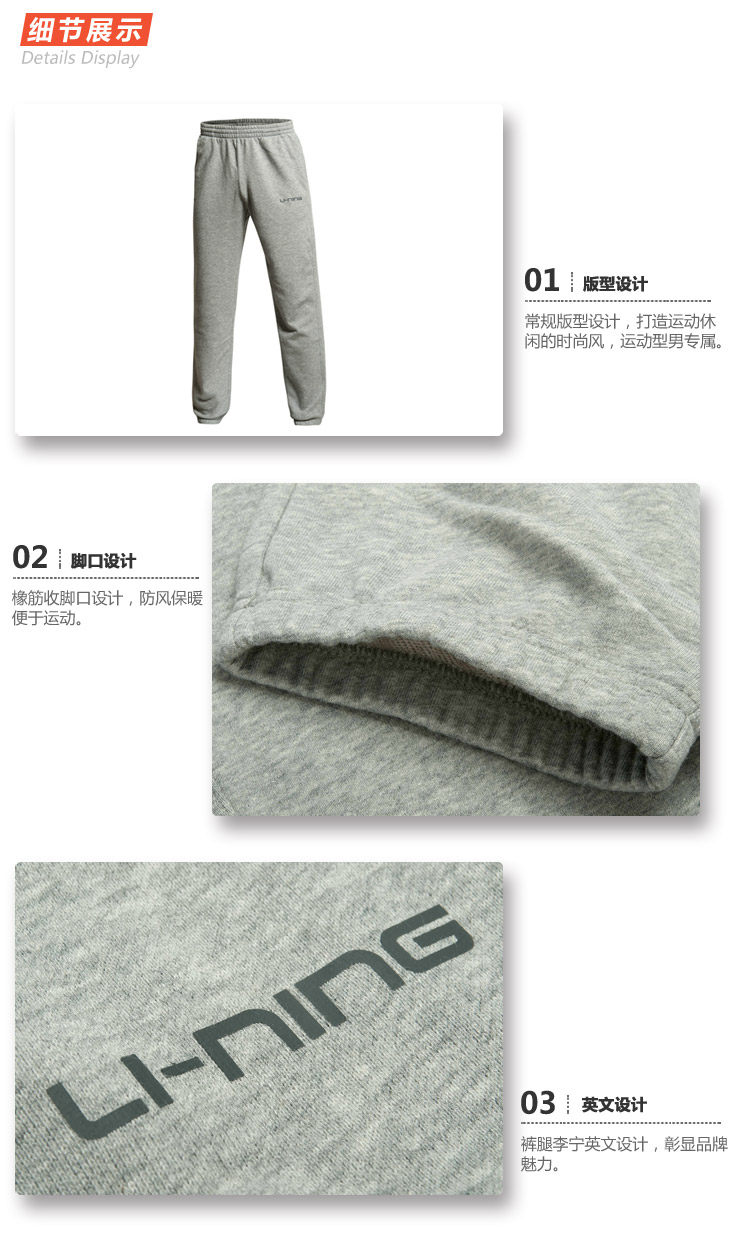 细节展示
Details Display
LI-NING
01 版型设计
常规版型设计，打造运动休
闲的时尚风，运动型男专属。
02 脚口设计
橡筋收脚口设计，防风保暖
便于运动。
LI-NING
03 英文设计
裤腿李宁英文设计，彰显品牌
魅力。